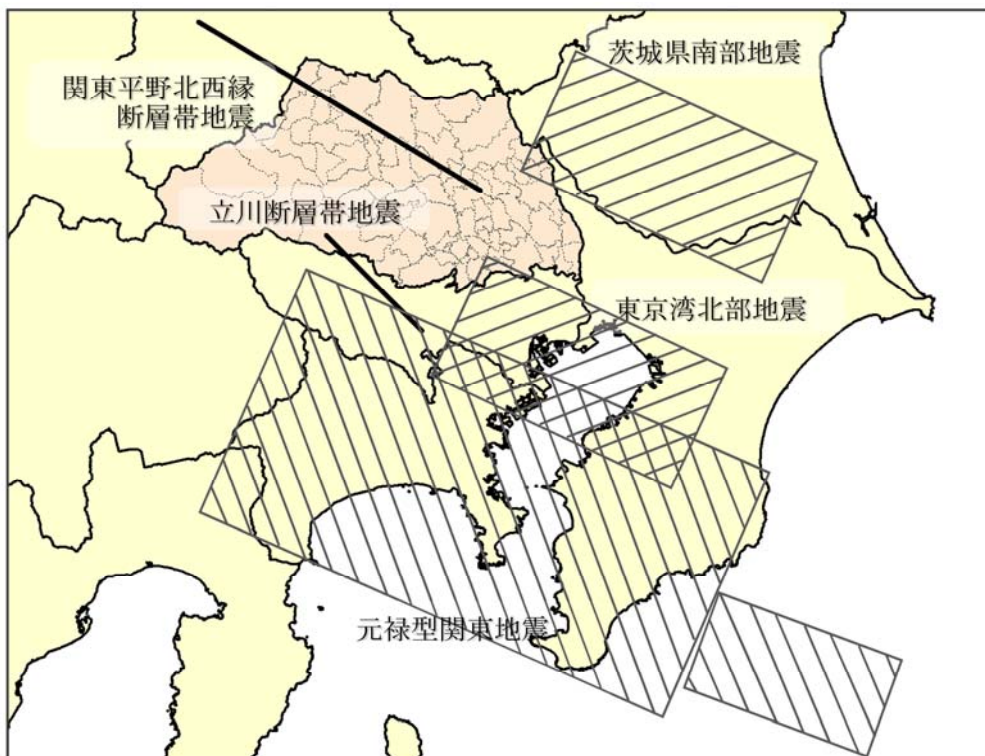 茨城県南部地震
関東平野北西縁
断層帯地震
立川断層帯地震
東京湾北部地震
元禄型関東地震